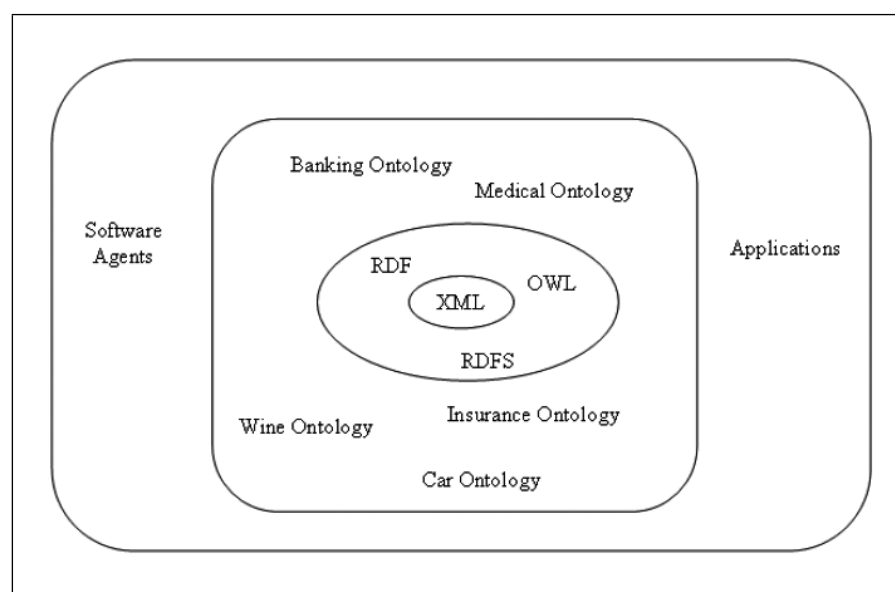 Banking Ontology
Medical Ontology
Software
Agents
Applications
RDF
OWL
XML
RDFS
Insurance Ontology
Wine Ontology
Car Ontology